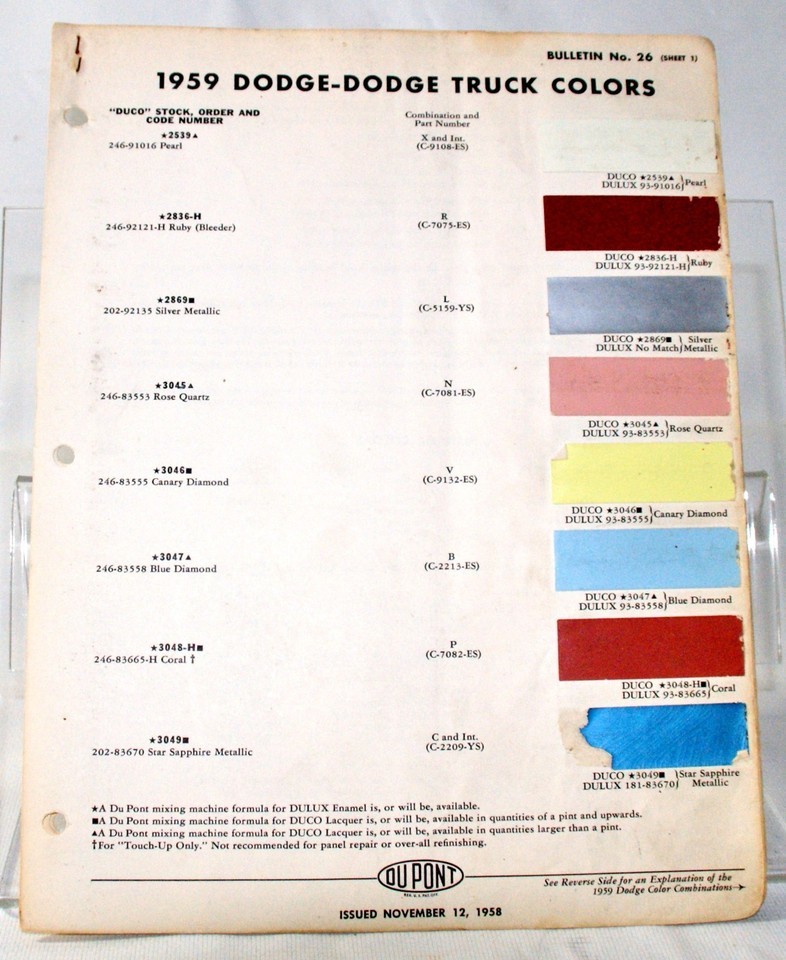 BULLETIN No. 26 (SHEET 1)
1959 DODGE-DODGE TRUCK COLORS
"DUCO" STOCK, ORDER AND
CODE NUMBER
Combination and
Part Number
★2539▲
246-91016 Pearl
X and Int.
(C-9108-ES)
DUCO ★2539▲
DULUX 93-91016} Pearl
★2836-H
246-92121-H Ruby (Bleeder)
R
(C-7075-ES)
DUCO ★2836-H
DULUX 93-92121-H} Ruby
★2869■
202-92135 Silver Metallic
L
(C-5159-YS)
DUCO ★2869■ } Silver
DULUX No Match} Metallic
★3045▲
246-83553 Rose Quartz
N
(C-7081-ES)
DUCO ★3045▲
DULUX 93-83553} Rose Quartz
★3046■
246-83555 Canary Diamond
V
(C-9132-ES)
DUCO ★3046■
DULUX 93-83555} Canary Diamond
★3047▲
246-83558 Blue Diamond
B
(C-2213-ES)
DUCO ★3047▲
DULUX 93-83558} Blue Diamond
★3048-H■
246-83665-H Coral †
P
(C-7082-ES)
DUCO ★3048-H■
DULUX 93-83665} Coral
★3049■
202-83670 Star Sapphire Metallic
C and Int.
(C-2209-YS)
DUCO ★3049■ } Star Sapphire
DULUX 181-83670} Metallic
★A Du Pont mixing machine formula for DULUX Enamel is, or will be, available.
■A Du Pont mixing machine formula for DUCO Lacquer is, or will be, available in quantities of a pint and upwards.
▲A Du Pont mixing machine formula for DUCO Lacquer is, or will be, available in quantities larger than a pint.
†For "Touch-Up Only." Not recommended for panel repair or over-all refinishing.
DU PONT
REG. U.S. PAT. OFF.
See Reverse Side for an Explanation of the
1959 Dodge Color Combinations→
ISSUED NOVEMBER 12, 1958